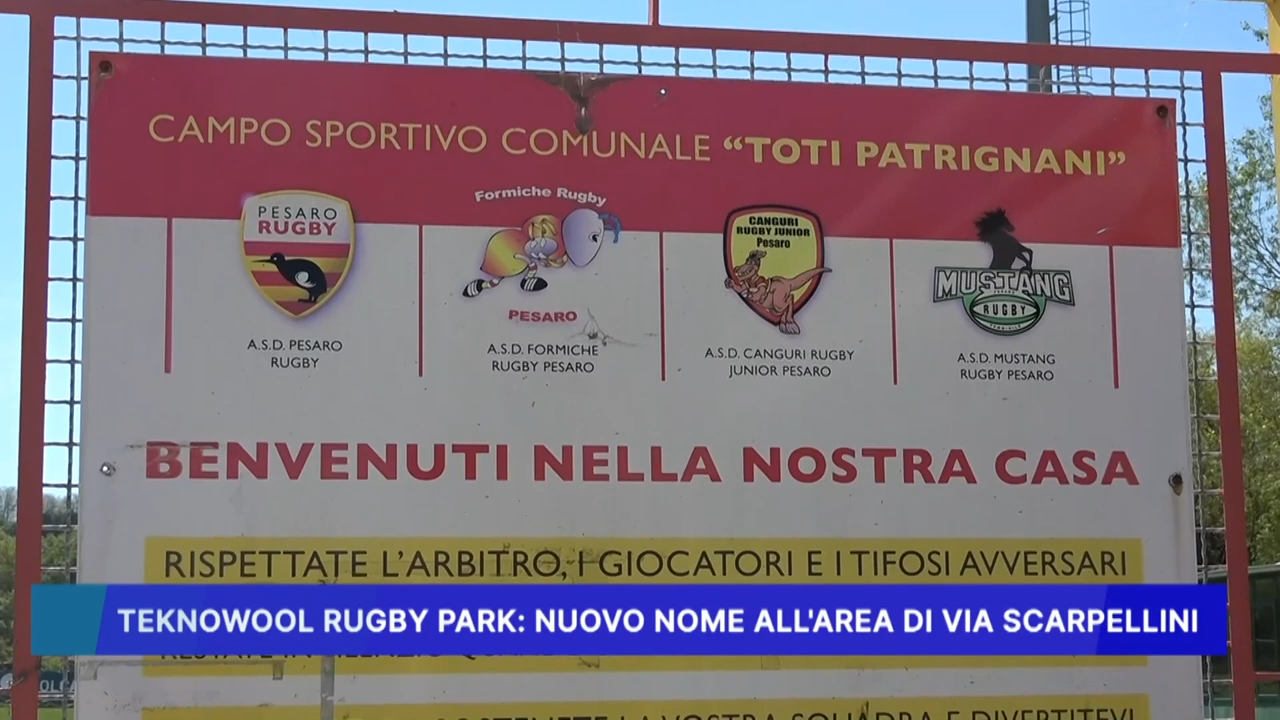 CAMPO SPORTIVO COMUNALE “TOTI PATRIGNANI”
PESARO
RUGBY
A.S.D. PESARO
RUGBY
Formiche Rugby
PESARO
A.S.D. FORMICHE
RUGBY PESARO
CANGURI
RUGBY JUNIOR
Pesaro
A.S.D. CANGURI RUGBY
JUNIOR PESARO
MUSTANG
RUGBY
A.S.D. MUSTANG
RUGBY PESARO
BENVENUTI NELLA NOSTRA CASA
RISPETTATE L’ARBITRO, I GIOCATORI E I TIFOSI AVVERSARI
TEKNOWOOL RUGBY PARK: NUOVO NOME ALL'AREA DI VIA SCARPELLINI
LA VOSTRA SQUADRA E DIVERTITEVI